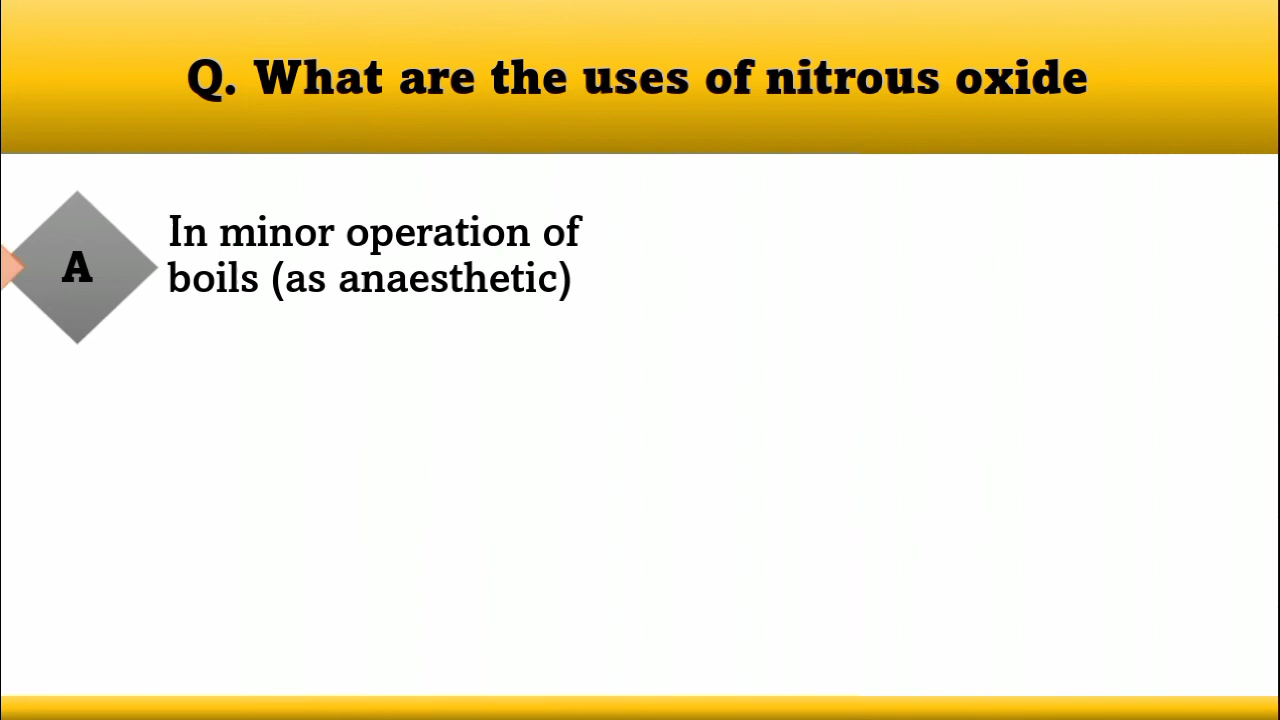 Q. What are the uses of nitrous oxide
A
In minor operation of
boils (as anaesthetic)